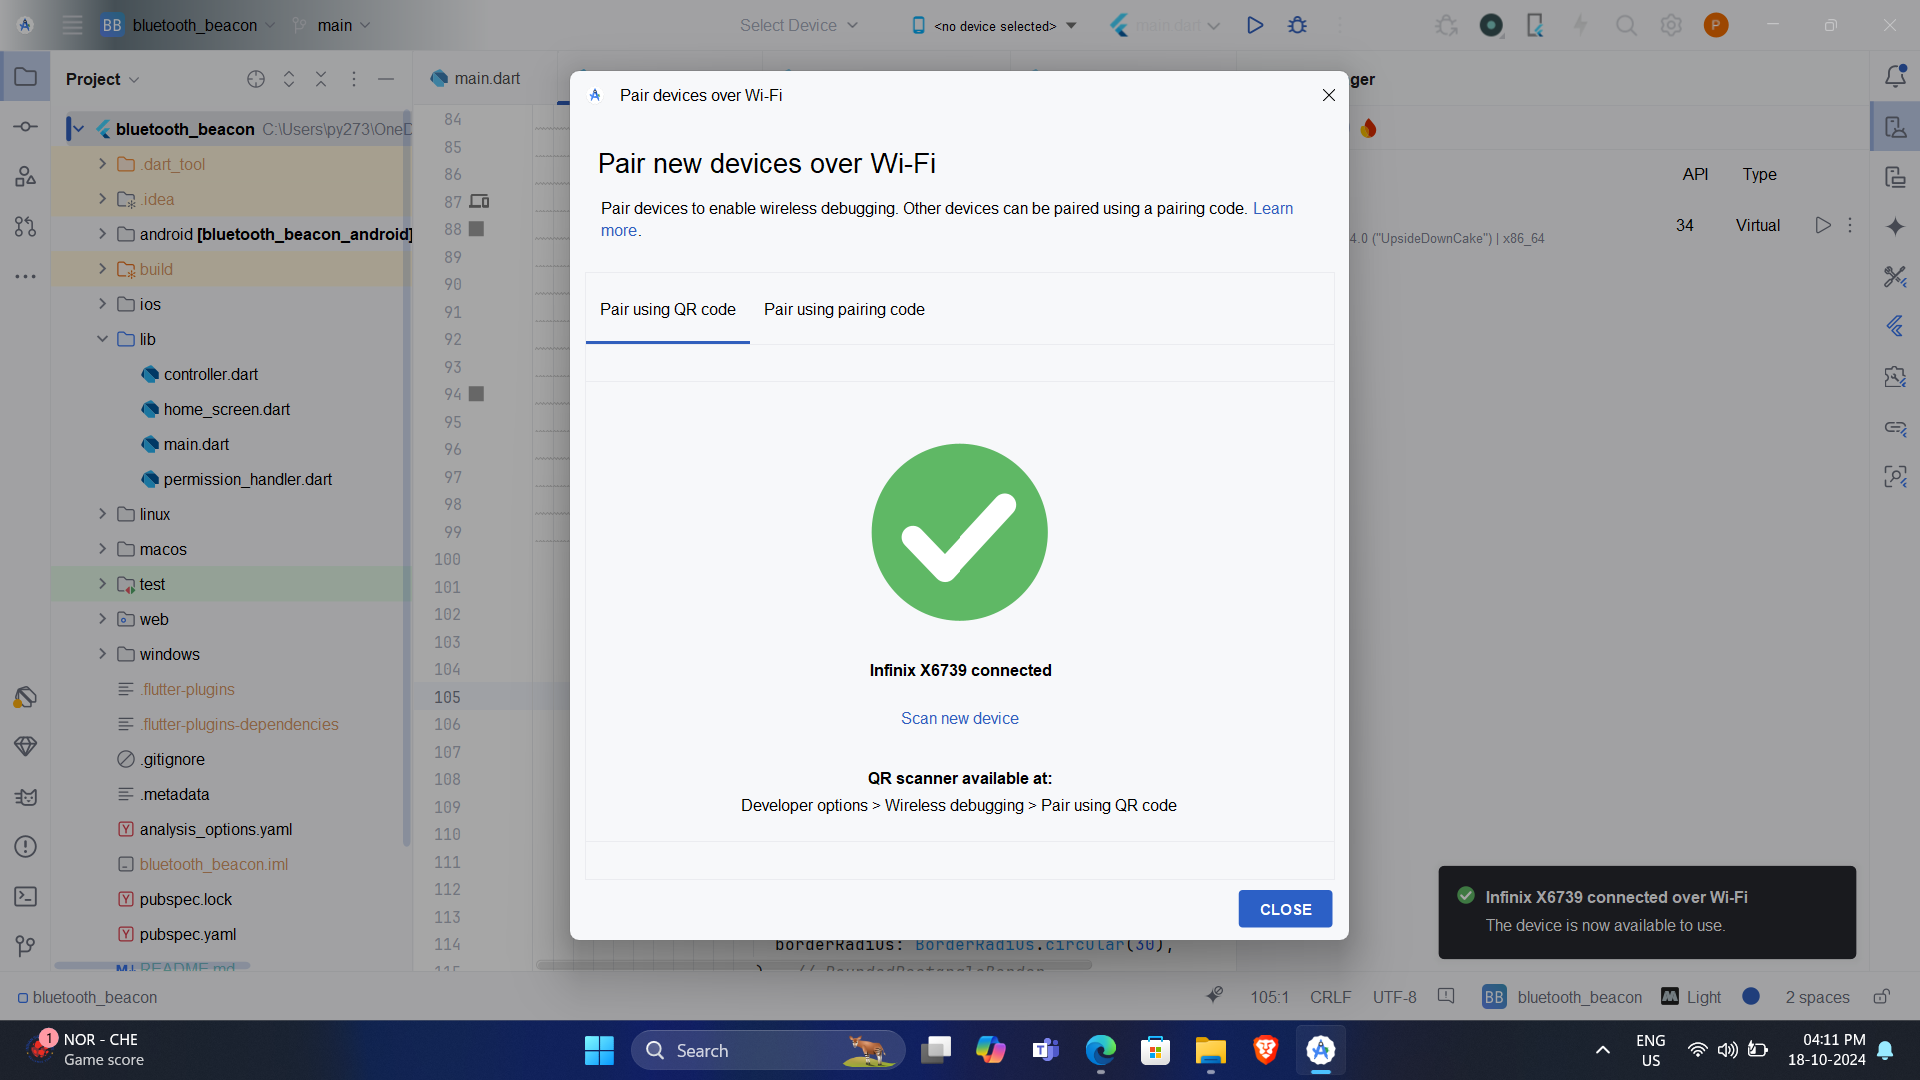 BB bluetooth_beacon main Select Device <no device selected> main.dart P
Project main.dart
Pair devices over Wi-Fi
ger
84
85
86
87
88
89
90
91
92
93
94
95
96
97
98
99
100
101
102
103
104
105
106
107
108
109
110
111
112
113
114
115
bluetooth_beacon C:\Users\py273\OneD
.dart_tool
.idea
android [bluetooth_beacon_android]
build
ios
lib
controller.dart
home_screen.dart
main.dart
permission_handler.dart
linux
macos
test
web
windows
.flutter-plugins
.flutter-plugins-dependencies
.gitignore
.metadata
analysis_options.yaml
bluetooth_beacon.iml
pubspec.lock
pubspec.yaml
README.md
Pair new devices over Wi-Fi
Pair devices to enable wireless debugging. Other devices can be paired using a pairing code. Learn
more.
Pair using QR code Pair using pairing code
Infinix X6739 connected
Scan new device
QR scanner available at:
Developer options > Wireless debugging > Pair using QR code
CLOSE
API Type
34 Virtual
4.0 ("UpsideDownCake") | x86_64
borderRadius: BorderRadius.circular(30),
), // RoundedRectangleBorder
Infinix X6739 connected over Wi-Fi
The device is now available to use.
bluetooth_beacon 105:1 CRLF UTF-8 BB bluetooth_beacon Light 2 spaces
1 NOR - CHE
Game score
Search
ENG
US
04:11 PM
18-10-2024